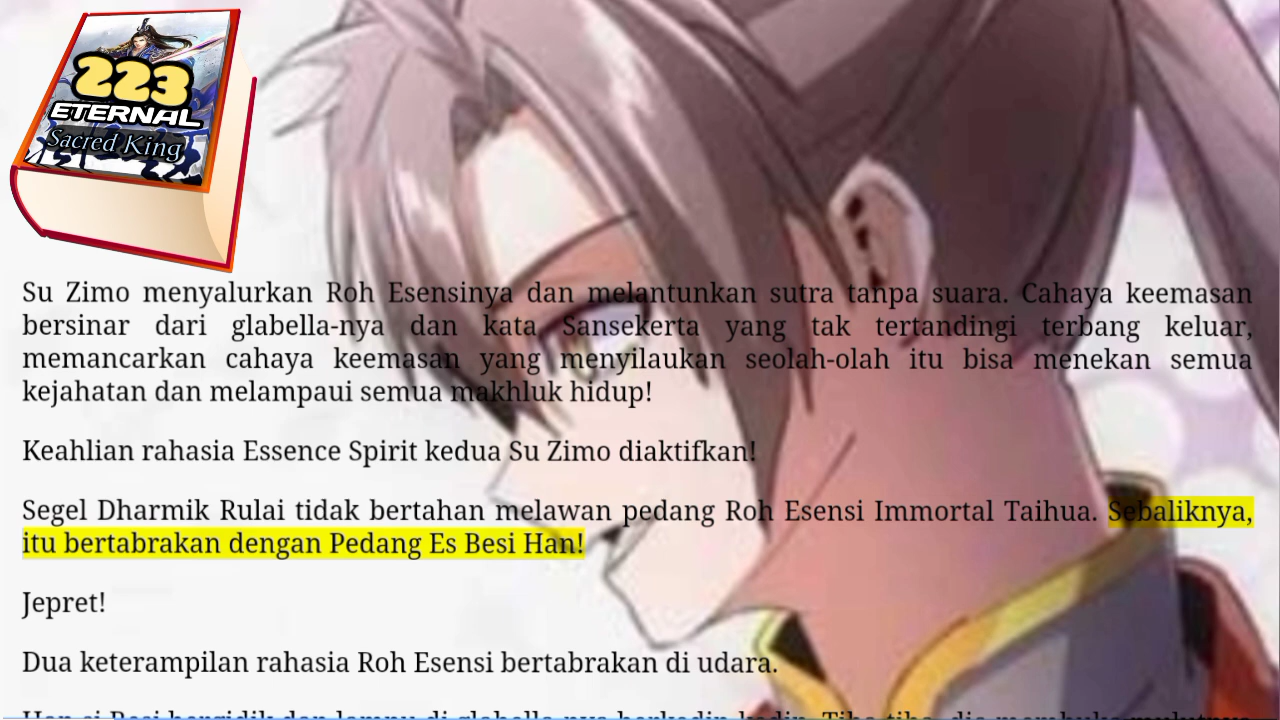 223
ETERNAL
Sacred King
Su Zimo menyalurkan Roh Esensinya dan melantunkan sutra tanpa suara. Cahaya keemasan
bersinar dari glabella-nya dan kata Sansekerta yang tak tertandingi terbang keluar,
memancarkan cahaya keemasan yang menyilaukan seolah-olah itu bisa menekan semua
kejahatan dan melampaui semua makhluk hidup!
Keahlian rahasia Essence Spirit kedua Su Zimo diaktifkan!
Segel Dharmik Rulai tidak bertahan melawan pedang Roh Esensi Immortal Taihua. Sebaliknya,
itu bertabrakan dengan Pedang Es Besi Han!
Jepret!
Dua keterampilan rahasia Roh Esensi bertabrakan di udara.